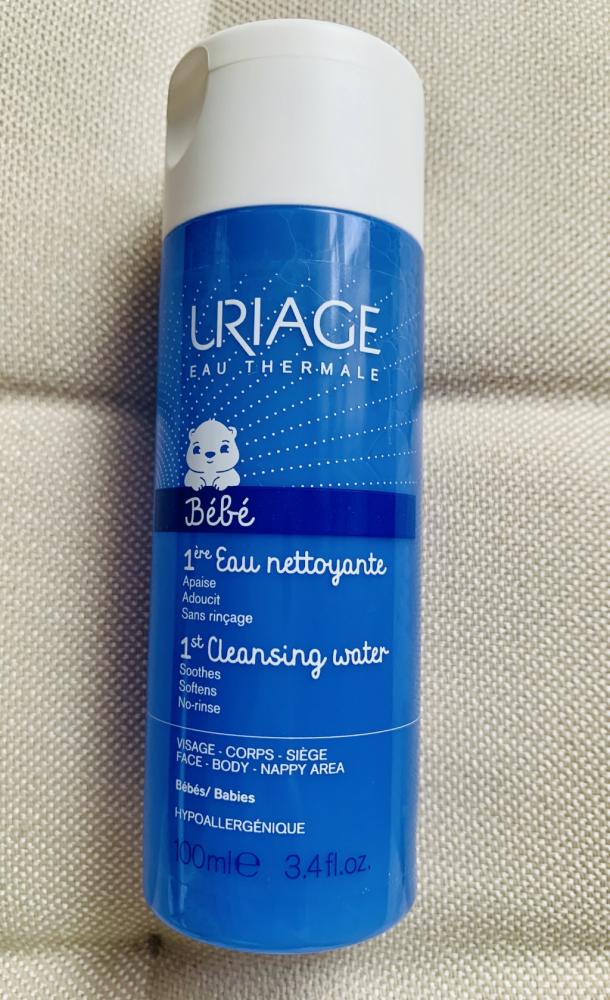 URIAGE
EAU THERMALE
Bébé
1ère Eau nettoyante
Apaise
Adoucit
Sans rinçage
1st Cleansing water
Soothes
Softens
No-rinse
VISAGE - CORPS - SIÈGE
FACE - BODY - NAPPY AREA
Bébés/ Babies
HYPOALLERGÉNIQUE
100ml℮ 3.4fl.oz.